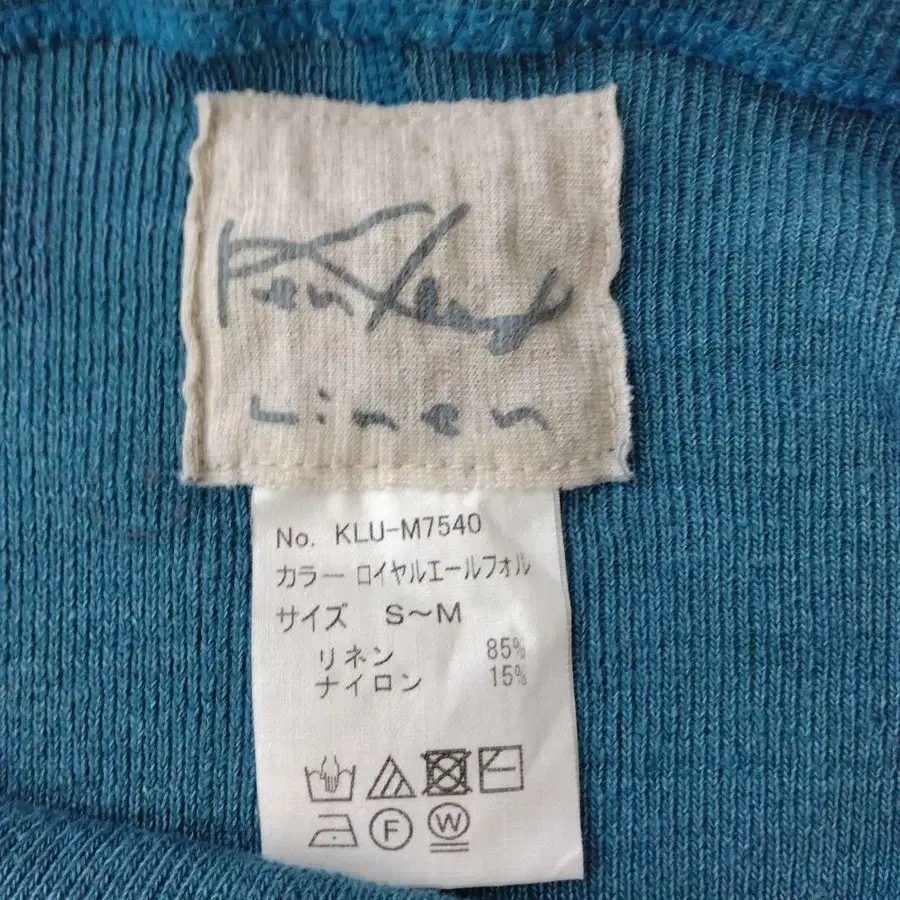 Linen
No. KLU-M7540
カラー ロイヤルエールフォル
サイズ S～M
リネン 85%
ナイロン 15%
F W